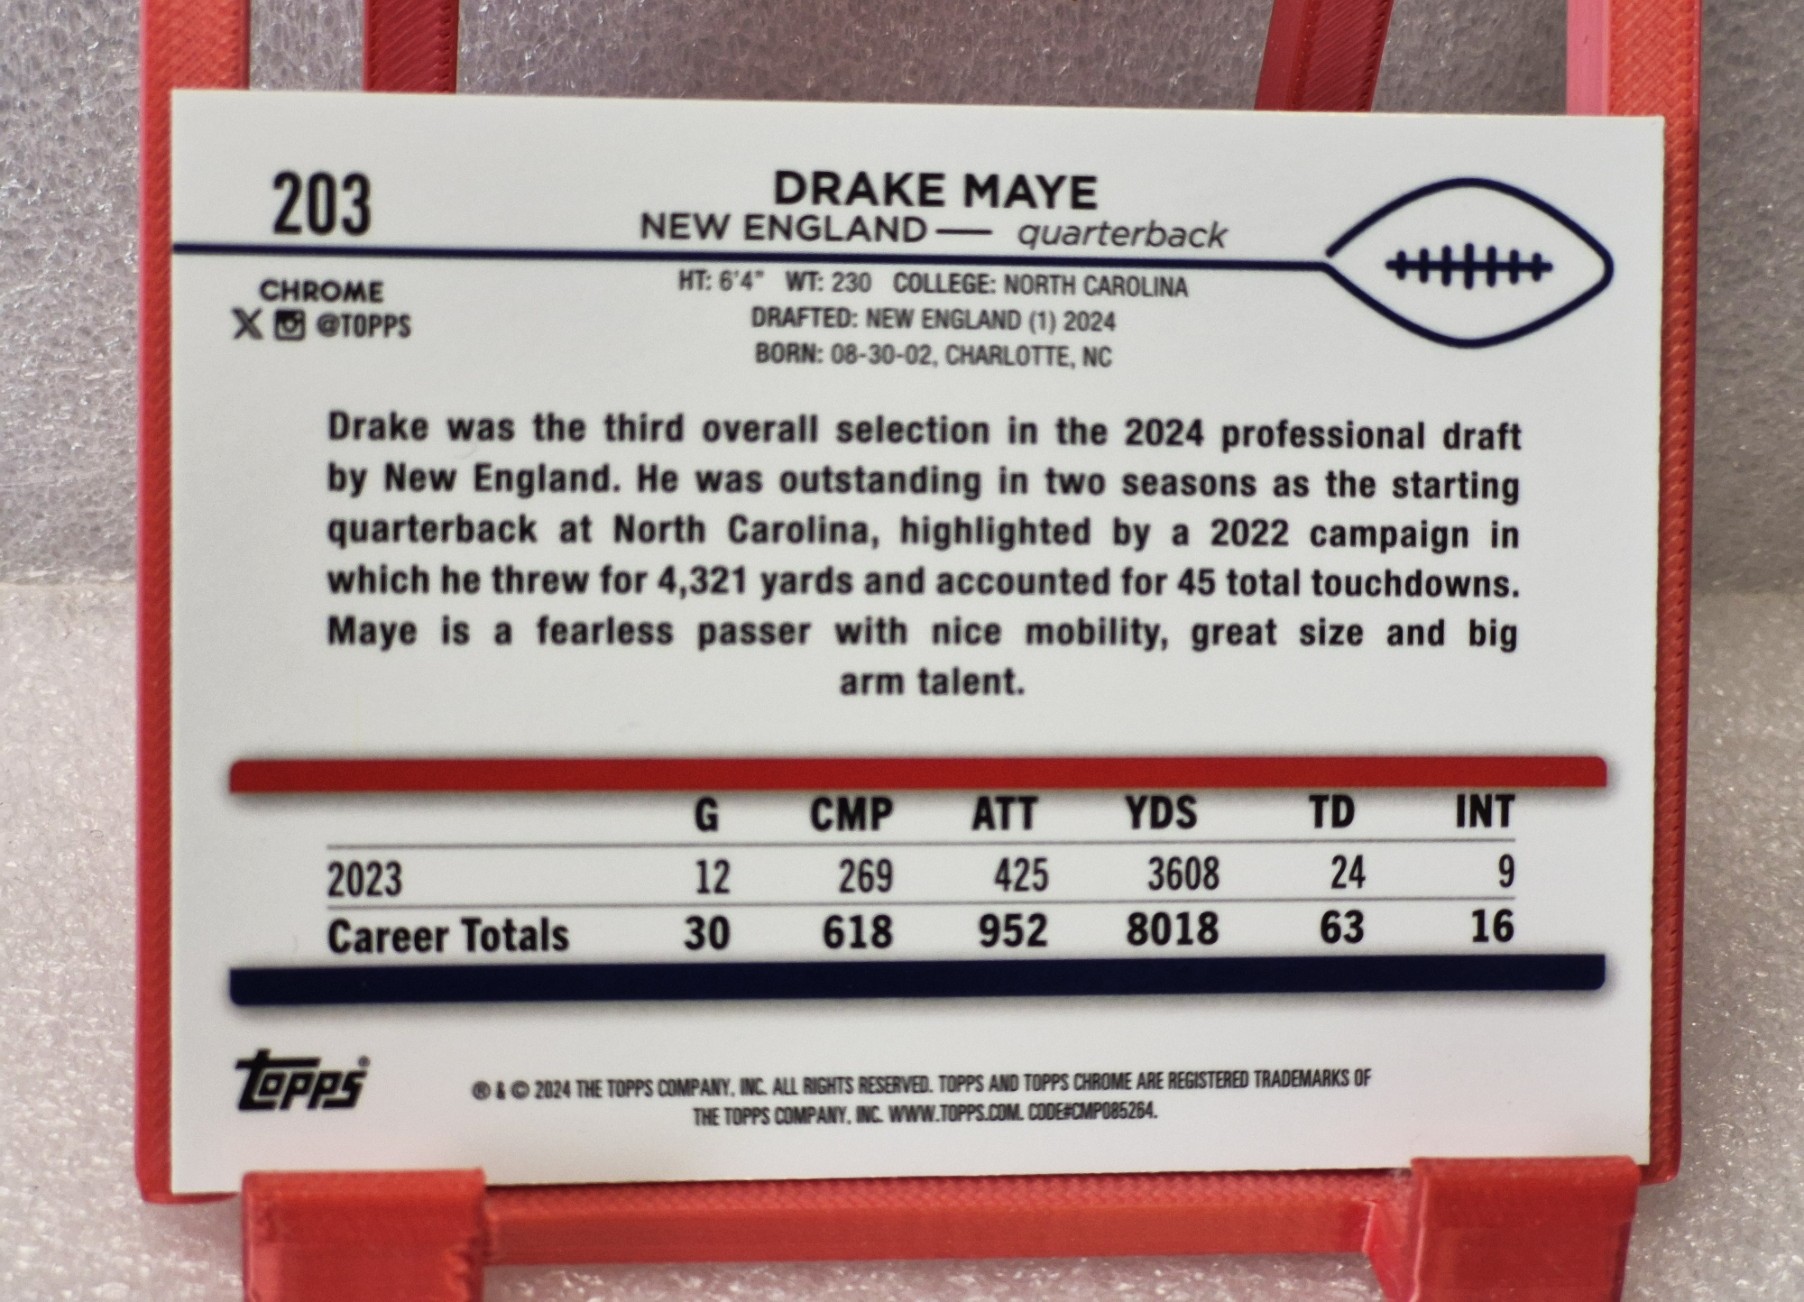 203
DRAKE MAYE
NEW ENGLAND — quarterback
CHROME
X @TOPPS
HT: 6'4" WT: 230 COLLEGE: NORTH CAROLINA
DRAFTED: NEW ENGLAND (1) 2024
BORN: 08-30-02, CHARLOTTE, NC
Drake was the third overall selection in the 2024 professional draft
by New England. He was outstanding in two seasons as the starting
quarterback at North Carolina, highlighted by a 2022 campaign in
which he threw for 4,321 yards and accounted for 45 total touchdowns.
Maye is a fearless passer with nice mobility, great size and big
arm talent.
G CMP ATT YDS TD INT
2023 12 269 425 3608 24 9
Career Totals 30 618 952 8018 63 16
topps®
® & © 2024 THE TOPPS COMPANY, INC. ALL RIGHTS RESERVED. TOPPS AND TOPPS CHROME ARE REGISTERED TRADEMARKS OF
THE TOPPS COMPANY, INC. WWW.TOPPS.COM. CODE#CMP085264.